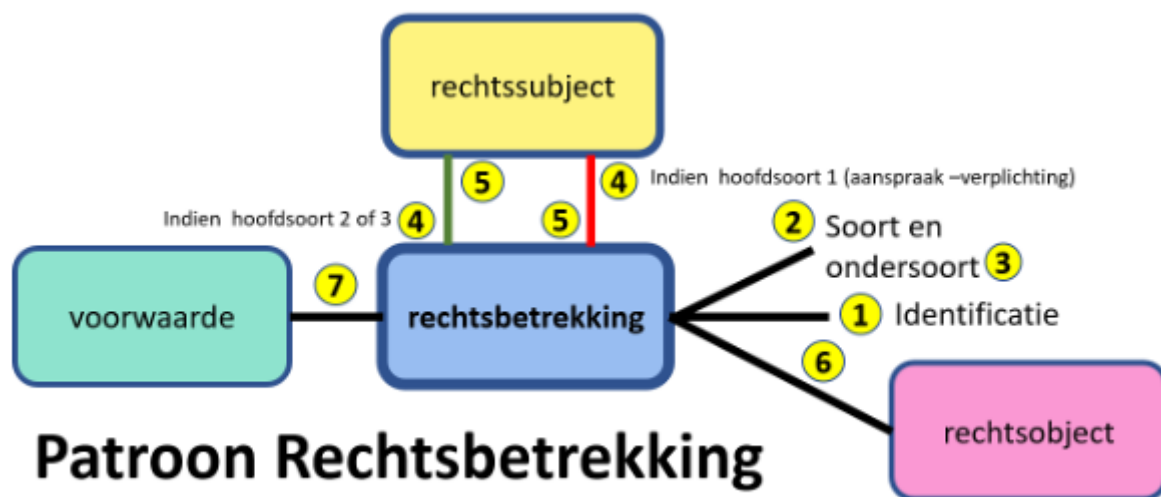 rechtssubject
5
4 Indien hoofdsoort 1 (aanspraak –verplichting)
Indien hoofdsoort 2 of 3 4
5
2 Soort en
ondersoort 3
voorwaarde
7
rechtsbetrekking
1 Identificatie
6
rechtsobject
Patroon Rechtsbetrekking